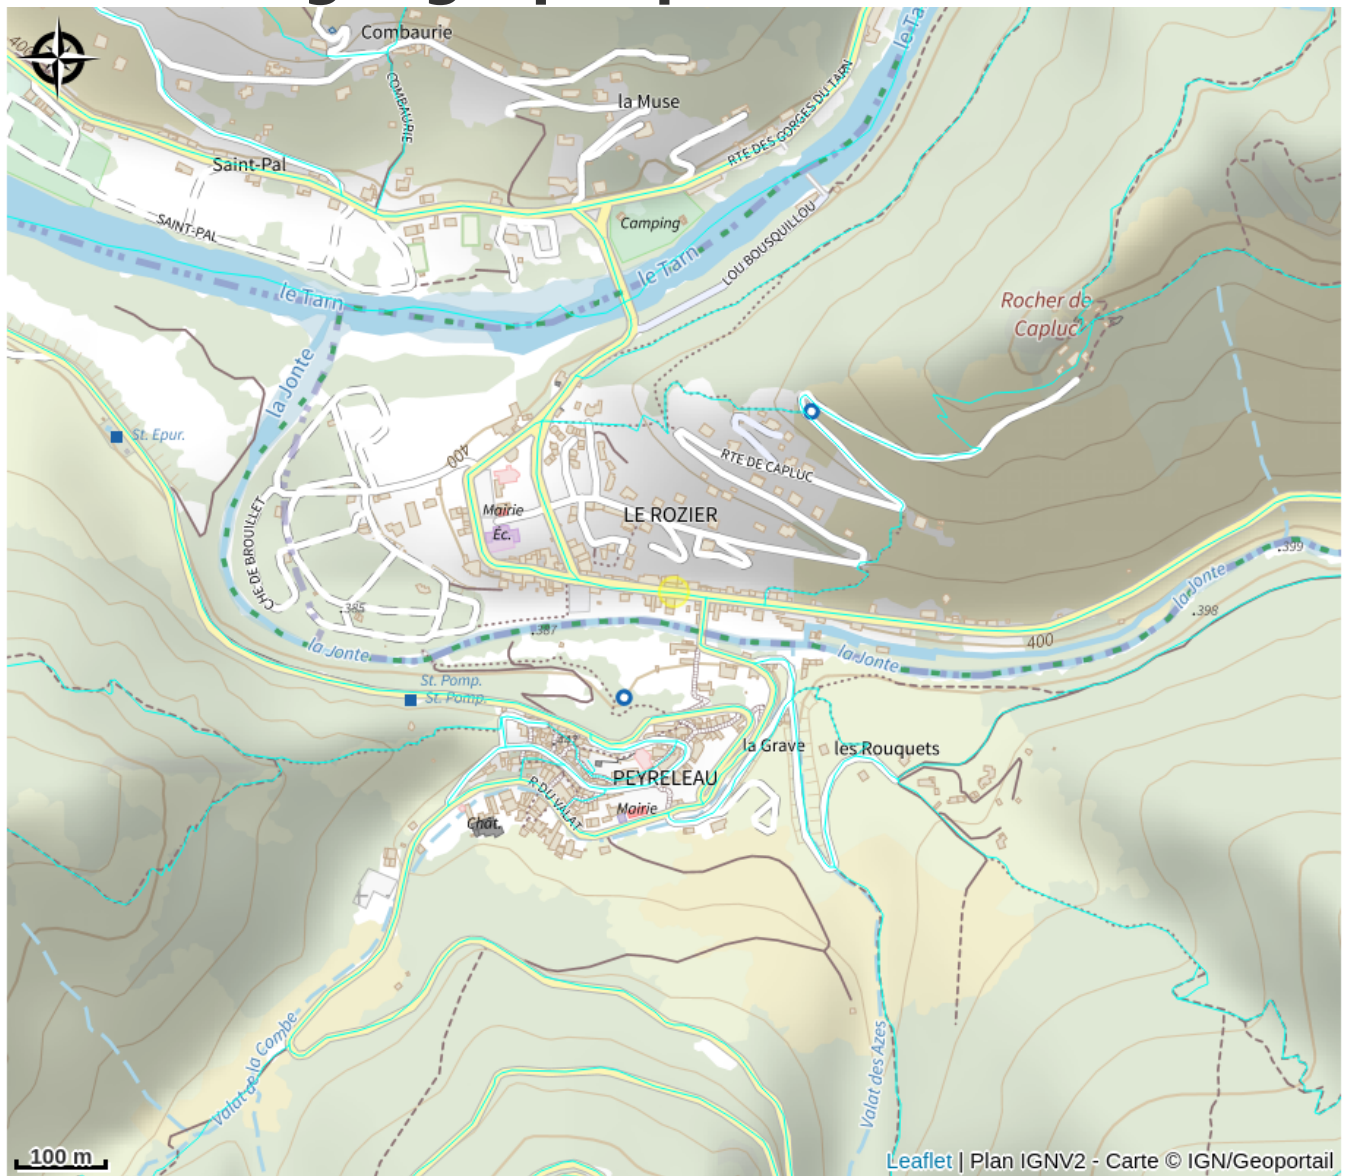 Combaurie
400
COMBAURIE
la Muse
RTE DES GORGES DU TARN
le Ta
Saint-Pal
SAINT-PAL
Camping
le Tarn
LOU BOUSQUILLOU
le Tarn
Rocher de
Capluc
la Jonte
St. Epur.
400
RTE DE CAPLUC
Mairie
LE ROZIER
Éc.
CHE DE BROUILLET
.399
la Jonte
.385
.398
.387
400
la Jonte
la Jonte
St. Pomp.
St. Pomp.
.442
la Grave
les Rouquets
PEYRELEAU
R DU VALAT
Mairie
Chât.
Valat de la Combe
Valat des Azes
100 m
Leaflet | Plan IGNV2 - Carte © IGN/Geoportail